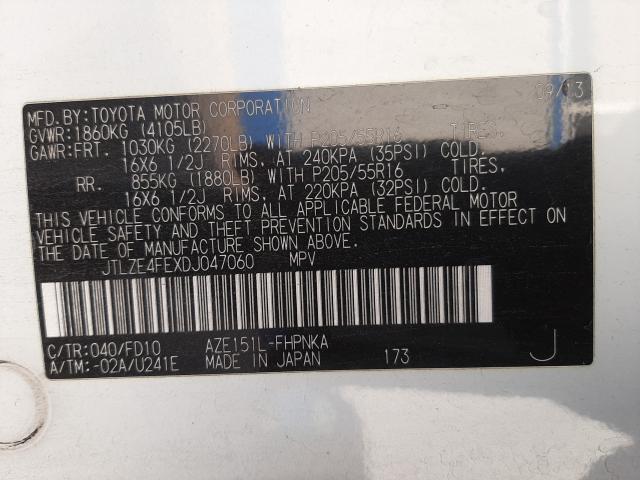 MFD. BY: TOYOTA MOTOR CORPORATION 09/13
GVWR: 1860KG (4105LB)
GAWR: FRT. 1030KG (2270LB) WITH P205/55R16 TIRES,
16X6 1/2J RIMS, AT 240KPA (35PSI) COLD.
RR. 855KG (1880LB) WITH P205/55R16 TIRES,
16X6 1/2J RIMS, AT 220KPA (32PSI) COLD.
THIS VEHICLE CONFORMS TO ALL APPLICABLE FEDERAL MOTOR
VEHICLE SAFETY AND THEFT PREVENTION STANDARDS IN EFFECT ON
THE DATE OF MANUFACTURE SHOWN ABOVE.
JTLZE4FEXDJ047060 MPV
C/TR: 040/FD10 AZE151L-FHPNKA
A/TM: -02A/U241E MADE IN JAPAN 173 J